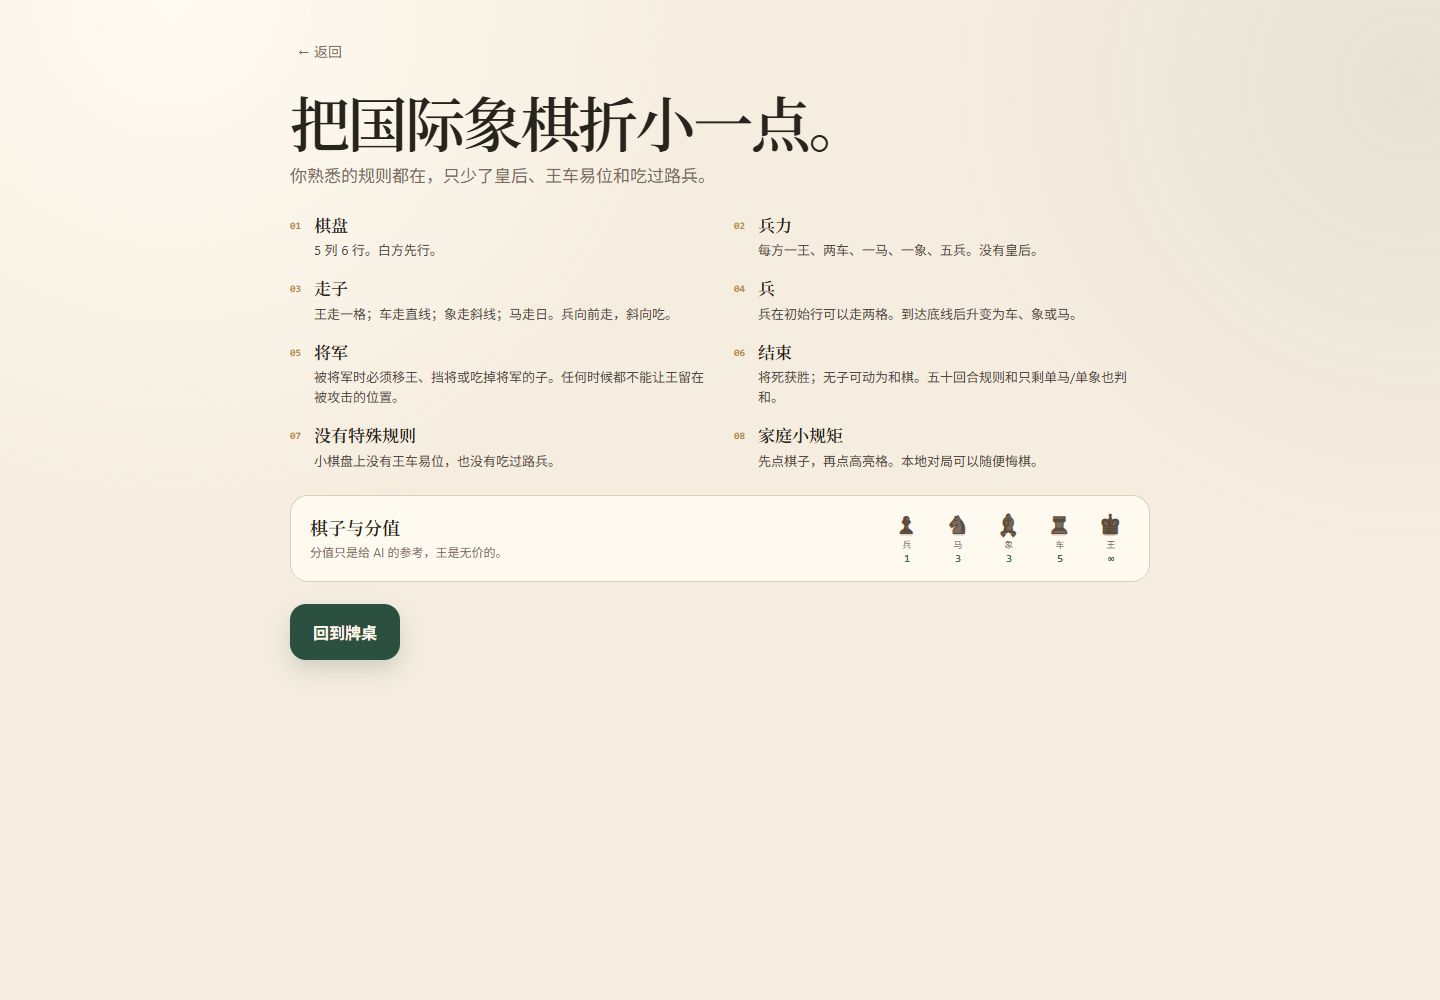 ← 返回
把国际象棋折小一点。
你熟悉的规则都在，只少了皇后、王车易位和吃过路兵。
01 棋盘
5 列 6 行。白方先行。
02 兵力
每方一王、两车、一马、一象、五兵。没有皇后。
03 走子
王走一格；车走直线；象走斜线；马走日。兵向前走，斜向吃。
04 兵
兵在初始行可以走两格。到达底线后升变为车、象或马。
05 将军
被将军时必须移王、挡将或吃掉将军的子。任何时候都不能让王留在
被攻击的位置。
06 结束
将死获胜；无子可动为和棋。五十回合规则和只剩单马/单象也判
和。
07 没有特殊规则
小棋盘上没有王车易位，也没有吃过路兵。
08 家庭小规矩
先点棋子，再点高亮格。本地对局可以随便悔棋。
棋子与分值
分值只是给 AI 的参考，王是无价的。
兵 马 象 车 王
1 3 3 5 ∞
回到牌桌